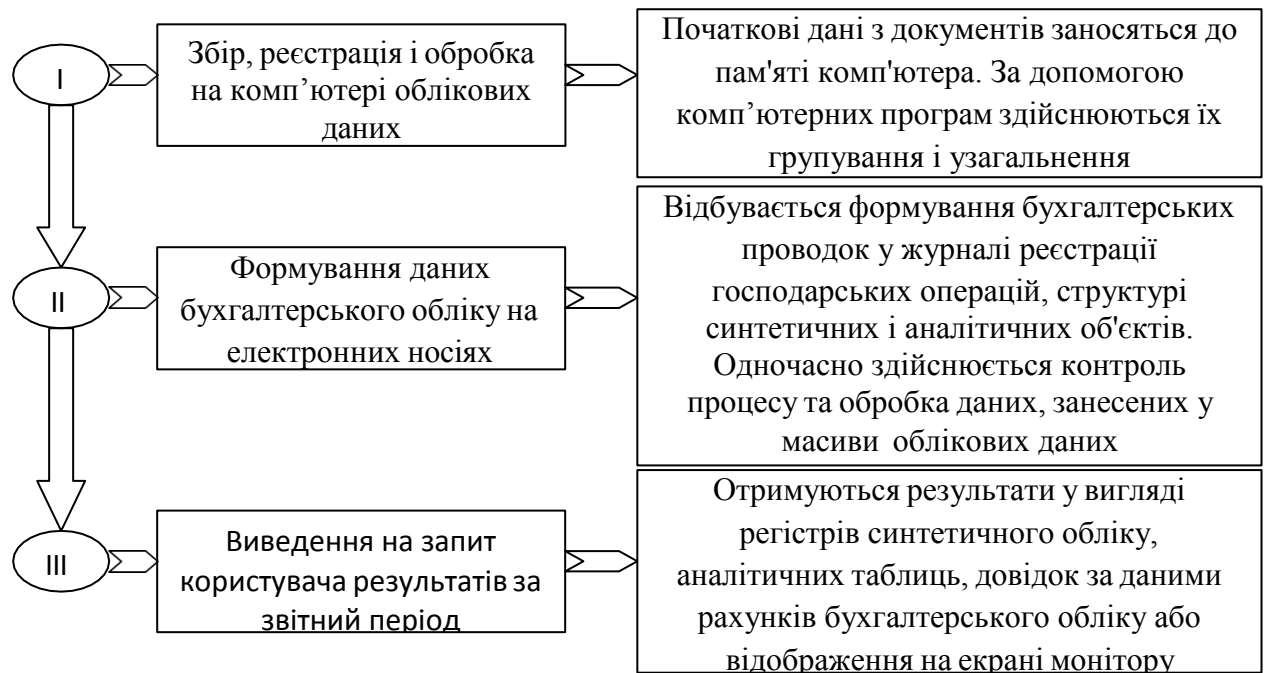 I
Збір, реєстрація і обробка
на комп’ютері облікових
даних
Початкові дані з документів заносяться до
пам'яті комп'ютера. За допомогою
комп’ютерних програм здійснюються їх
групування і узагальнення
II
Формування даних
бухгалтерського обліку на
електронних носіях
Відбувається формування бухгалтерських
проводок у журналі реєстрації
господарських операцій, структурі
синтетичних і аналітичних об'єктів.
Одночасно здійснюється контроль
процесу та обробка даних, занесених у
масиви облікових даних
III
Виведення на запит
користувача результатів за
звітний період
Отримуються результати у вигляді
регістрів синтетичного обліку,
аналітичних таблиць, довідок за даними
рахунків бухгалтерського обліку або
відображення на екрані монітору